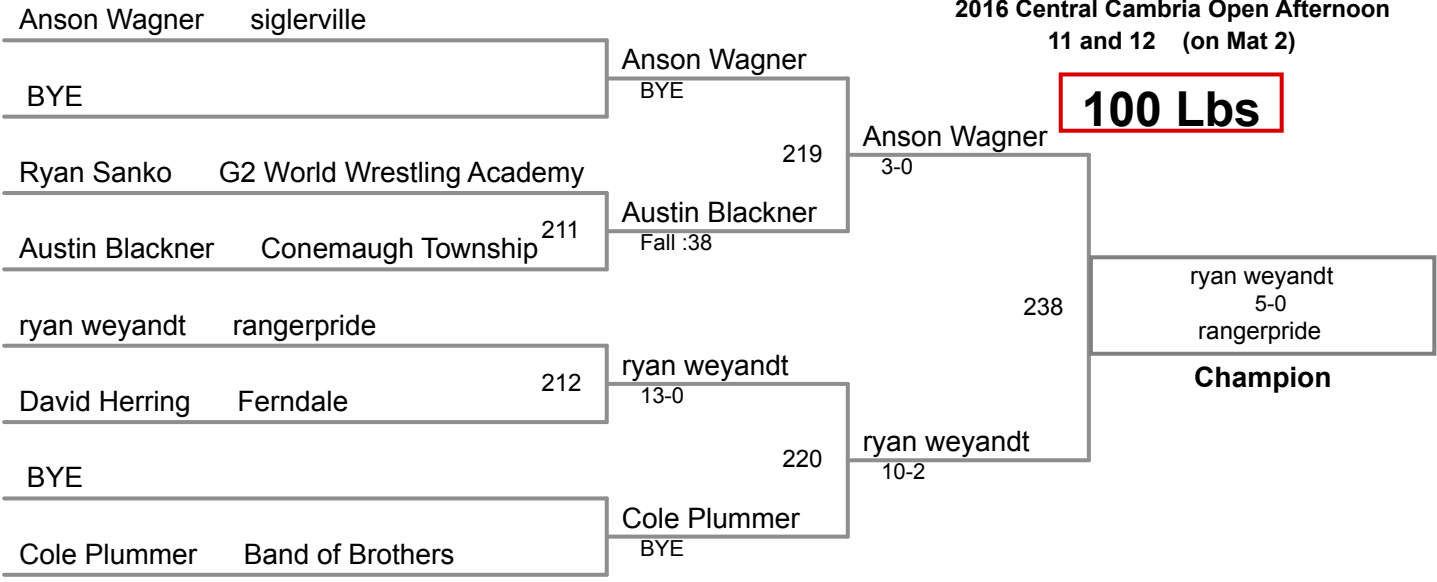 2016 Central Cambria Open Afternoon
11 and 12 (on Mat 2)
100 Lbs
Anson Wagner siglerville
BYE
Ryan Sanko G2 World Wrestling Academy
Austin Blackner Conemaugh Township
211
ryan weyandt rangerpride
David Herring Ferndale
212
BYE
Cole Plummer Band of Brothers
Anson Wagner
BYE
219
Austin Blackner
Fall :38
ryan weyandt
13-0
220
Cole Plummer
BYE
Anson Wagner
3-0
238
ryan weyandt
10-2
ryan weyandt
5-0
rangerpride
Champion